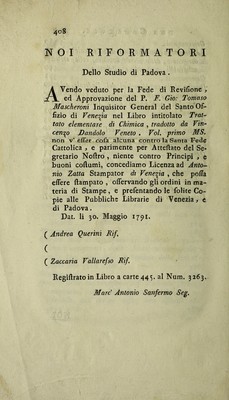 408
NOI RIFORMATORI
Dello Studio di Padova.
AVendo veduto per la Fede di Revisione,
ed Approvazione del P. F. Gio: Tomaso
Mascheroni Inquisitor General del Santo Of-
fizio di Venezia nel Libro intitolato Trat-
tato elementare di Chimica, tradotto da Vin-
cenzo Dandolo Veneto, Vol. primo MS.
non v' esser cosa alcuna contro la Santa Fede
Cattolica, e parimente per Attestato del Se-
gretario Nostro, niente contro Principi, e
buoni costumi, concediamo Licenza ad Anto-
nio Zatta Stampator di Venezia, che possa
essere stampato, osservando gli ordini in ma-
teria di Stampe, e presentando le solite Co-
pie alle Pubbliche Librarie di Venezia, e
di Padova.
Dat. li 30. Maggio 1791.
( Andrea Querini Rif.
(
( Zaccaria Vallaresso Rif.
Registrato in Libro a carte 445. al Num. 3263.
Marc' Antonio Sanfermo Seg.